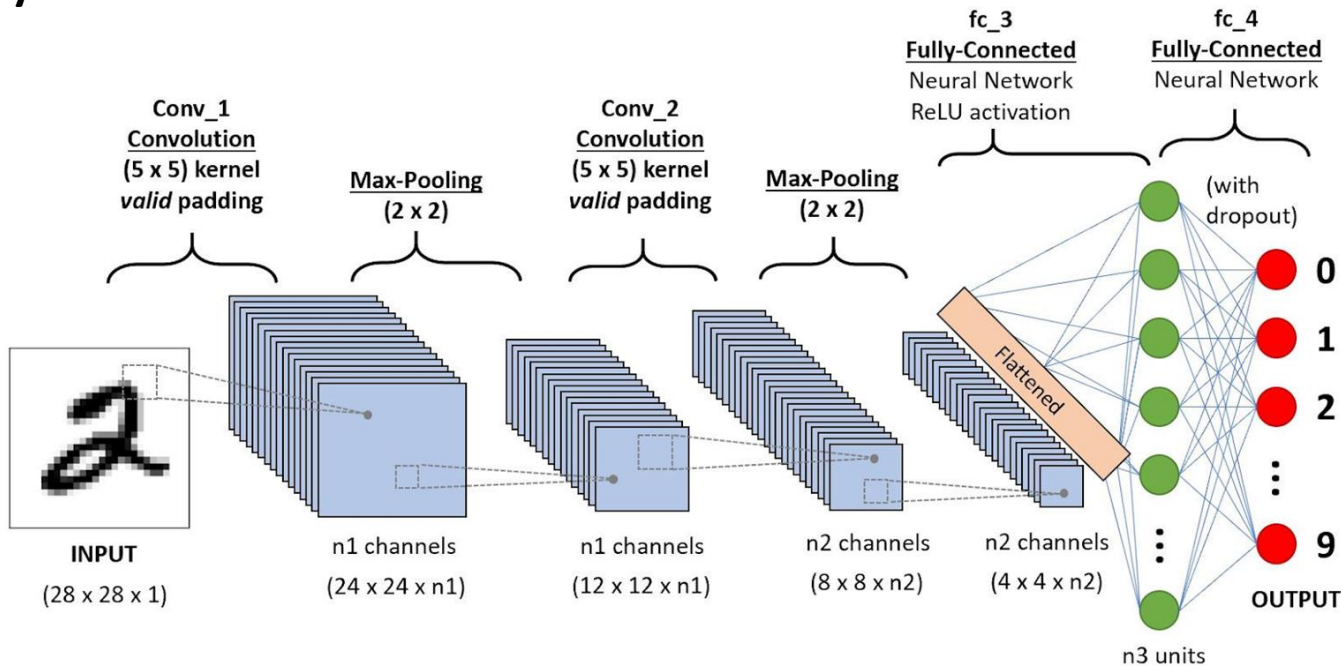 Conv_1
Convolution
(5 x 5) kernel
valid padding
Max-Pooling
(2 x 2)
Conv_2
Convolution
(5 x 5) kernel
valid padding
Max-Pooling
(2 x 2)
fc_3
Fully-Connected
Neural Network
ReLU activation
fc_4
Fully-Connected
Neural Network
(with
dropout)
Flattened
0
1
2
9
INPUT
(28 x 28 x 1)
n1 channels
(24 x 24 x n1)
n1 channels
(12 x 12 x n1)
n2 channels
(8 x 8 x n2)
n2 channels
(4 x 4 x n2)
n3 units
OUTPUT
2